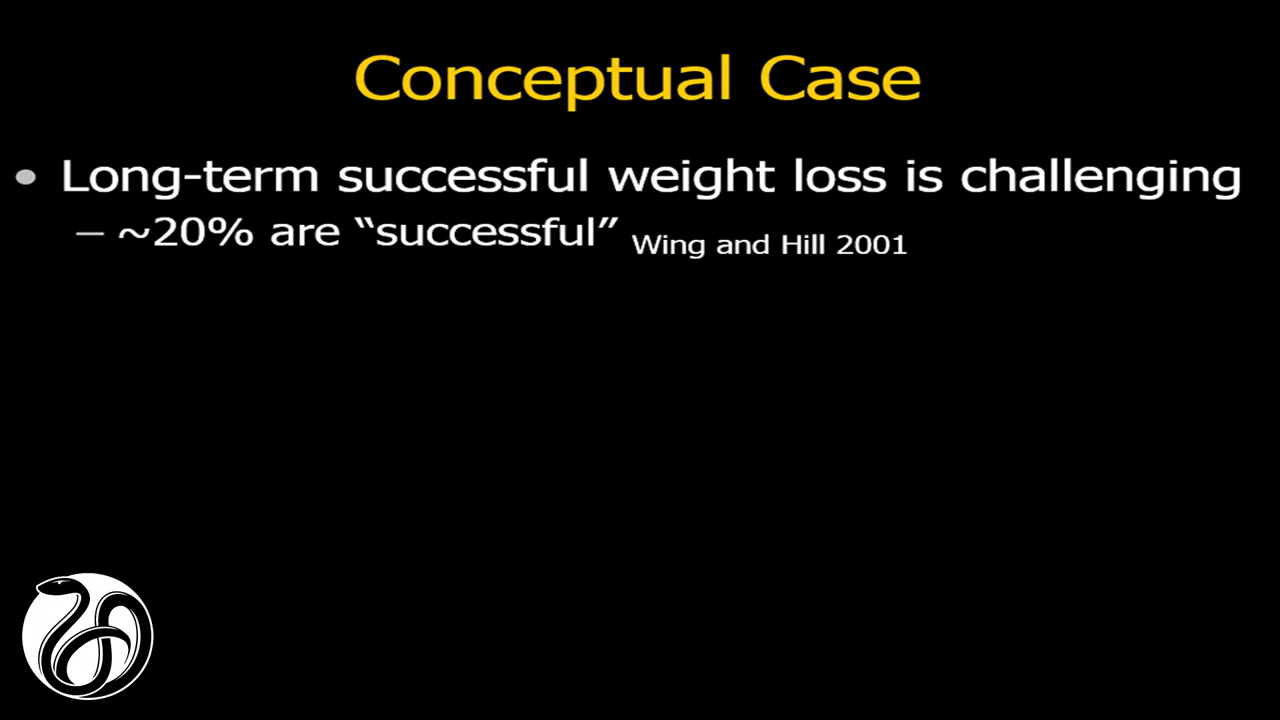 Conceptual Case
• Long-term successful weight loss is challenging
– ~20% are “successful” Wing and Hill 2001